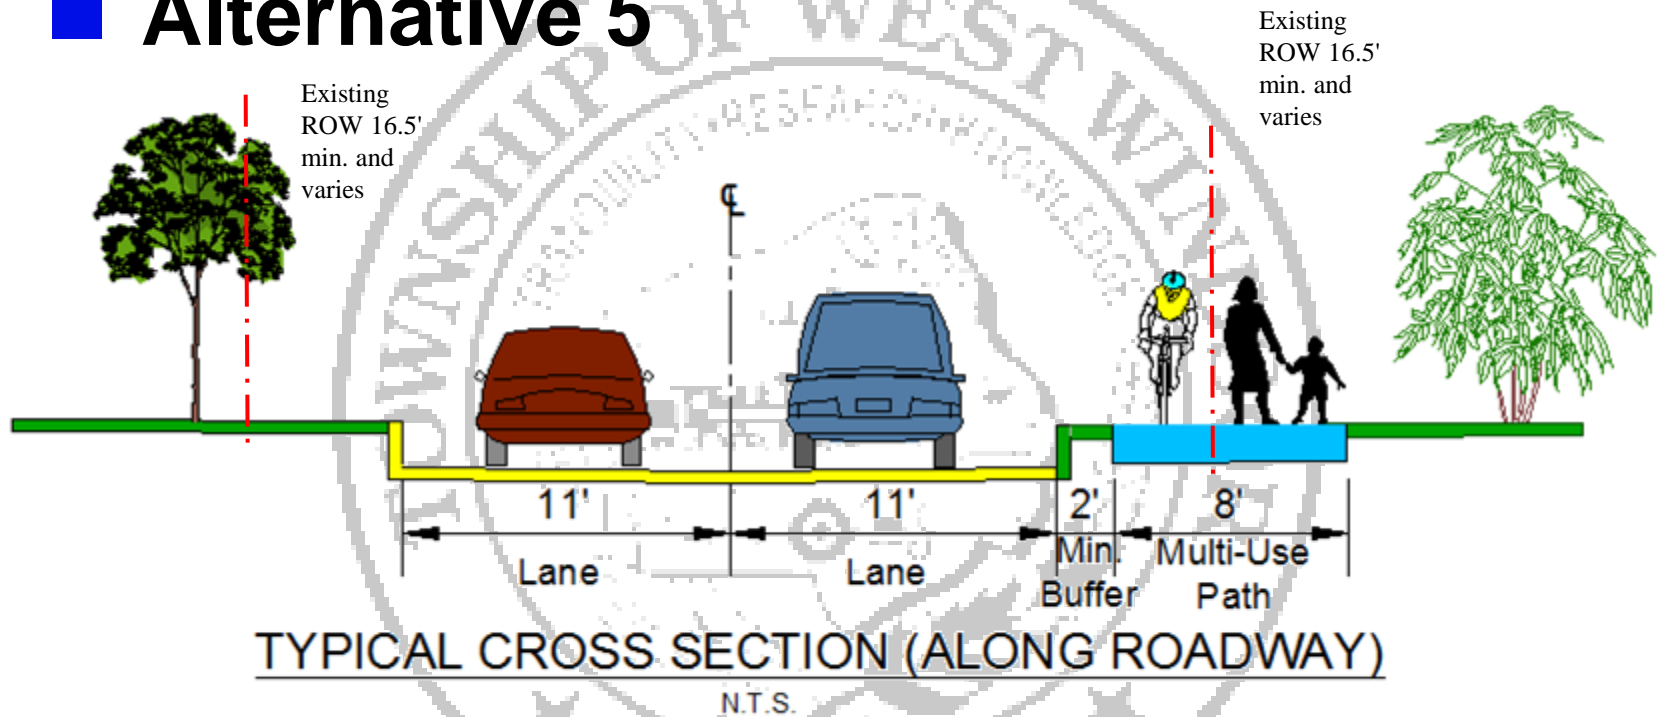 Alternative 5
Existing
ROW 16.5'
min. and
varies
Existing
ROW 16.5'
min. and
varies
TOWNSHIP OF WEST WIN
℄
11'
11'
2'
8'
Lane
Lane
Min.
Buffer
Multi-Use
Path
TYPICAL CROSS SECTION (ALONG ROADWAY)
N.T.S.